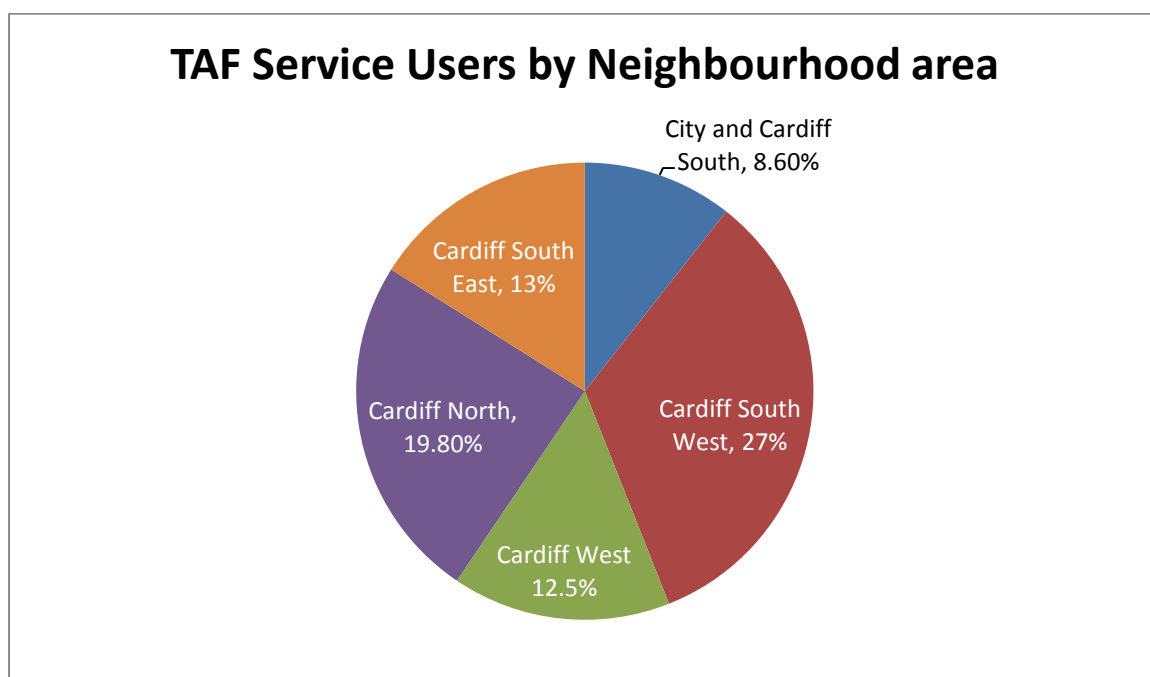 TAF Service Users by Neighbourhood area
City and Cardiff
South, 8.60%
Cardiff South
West, 27%
Cardiff West
12.5%
Cardiff North,
19.80%
Cardiff South
East, 13%